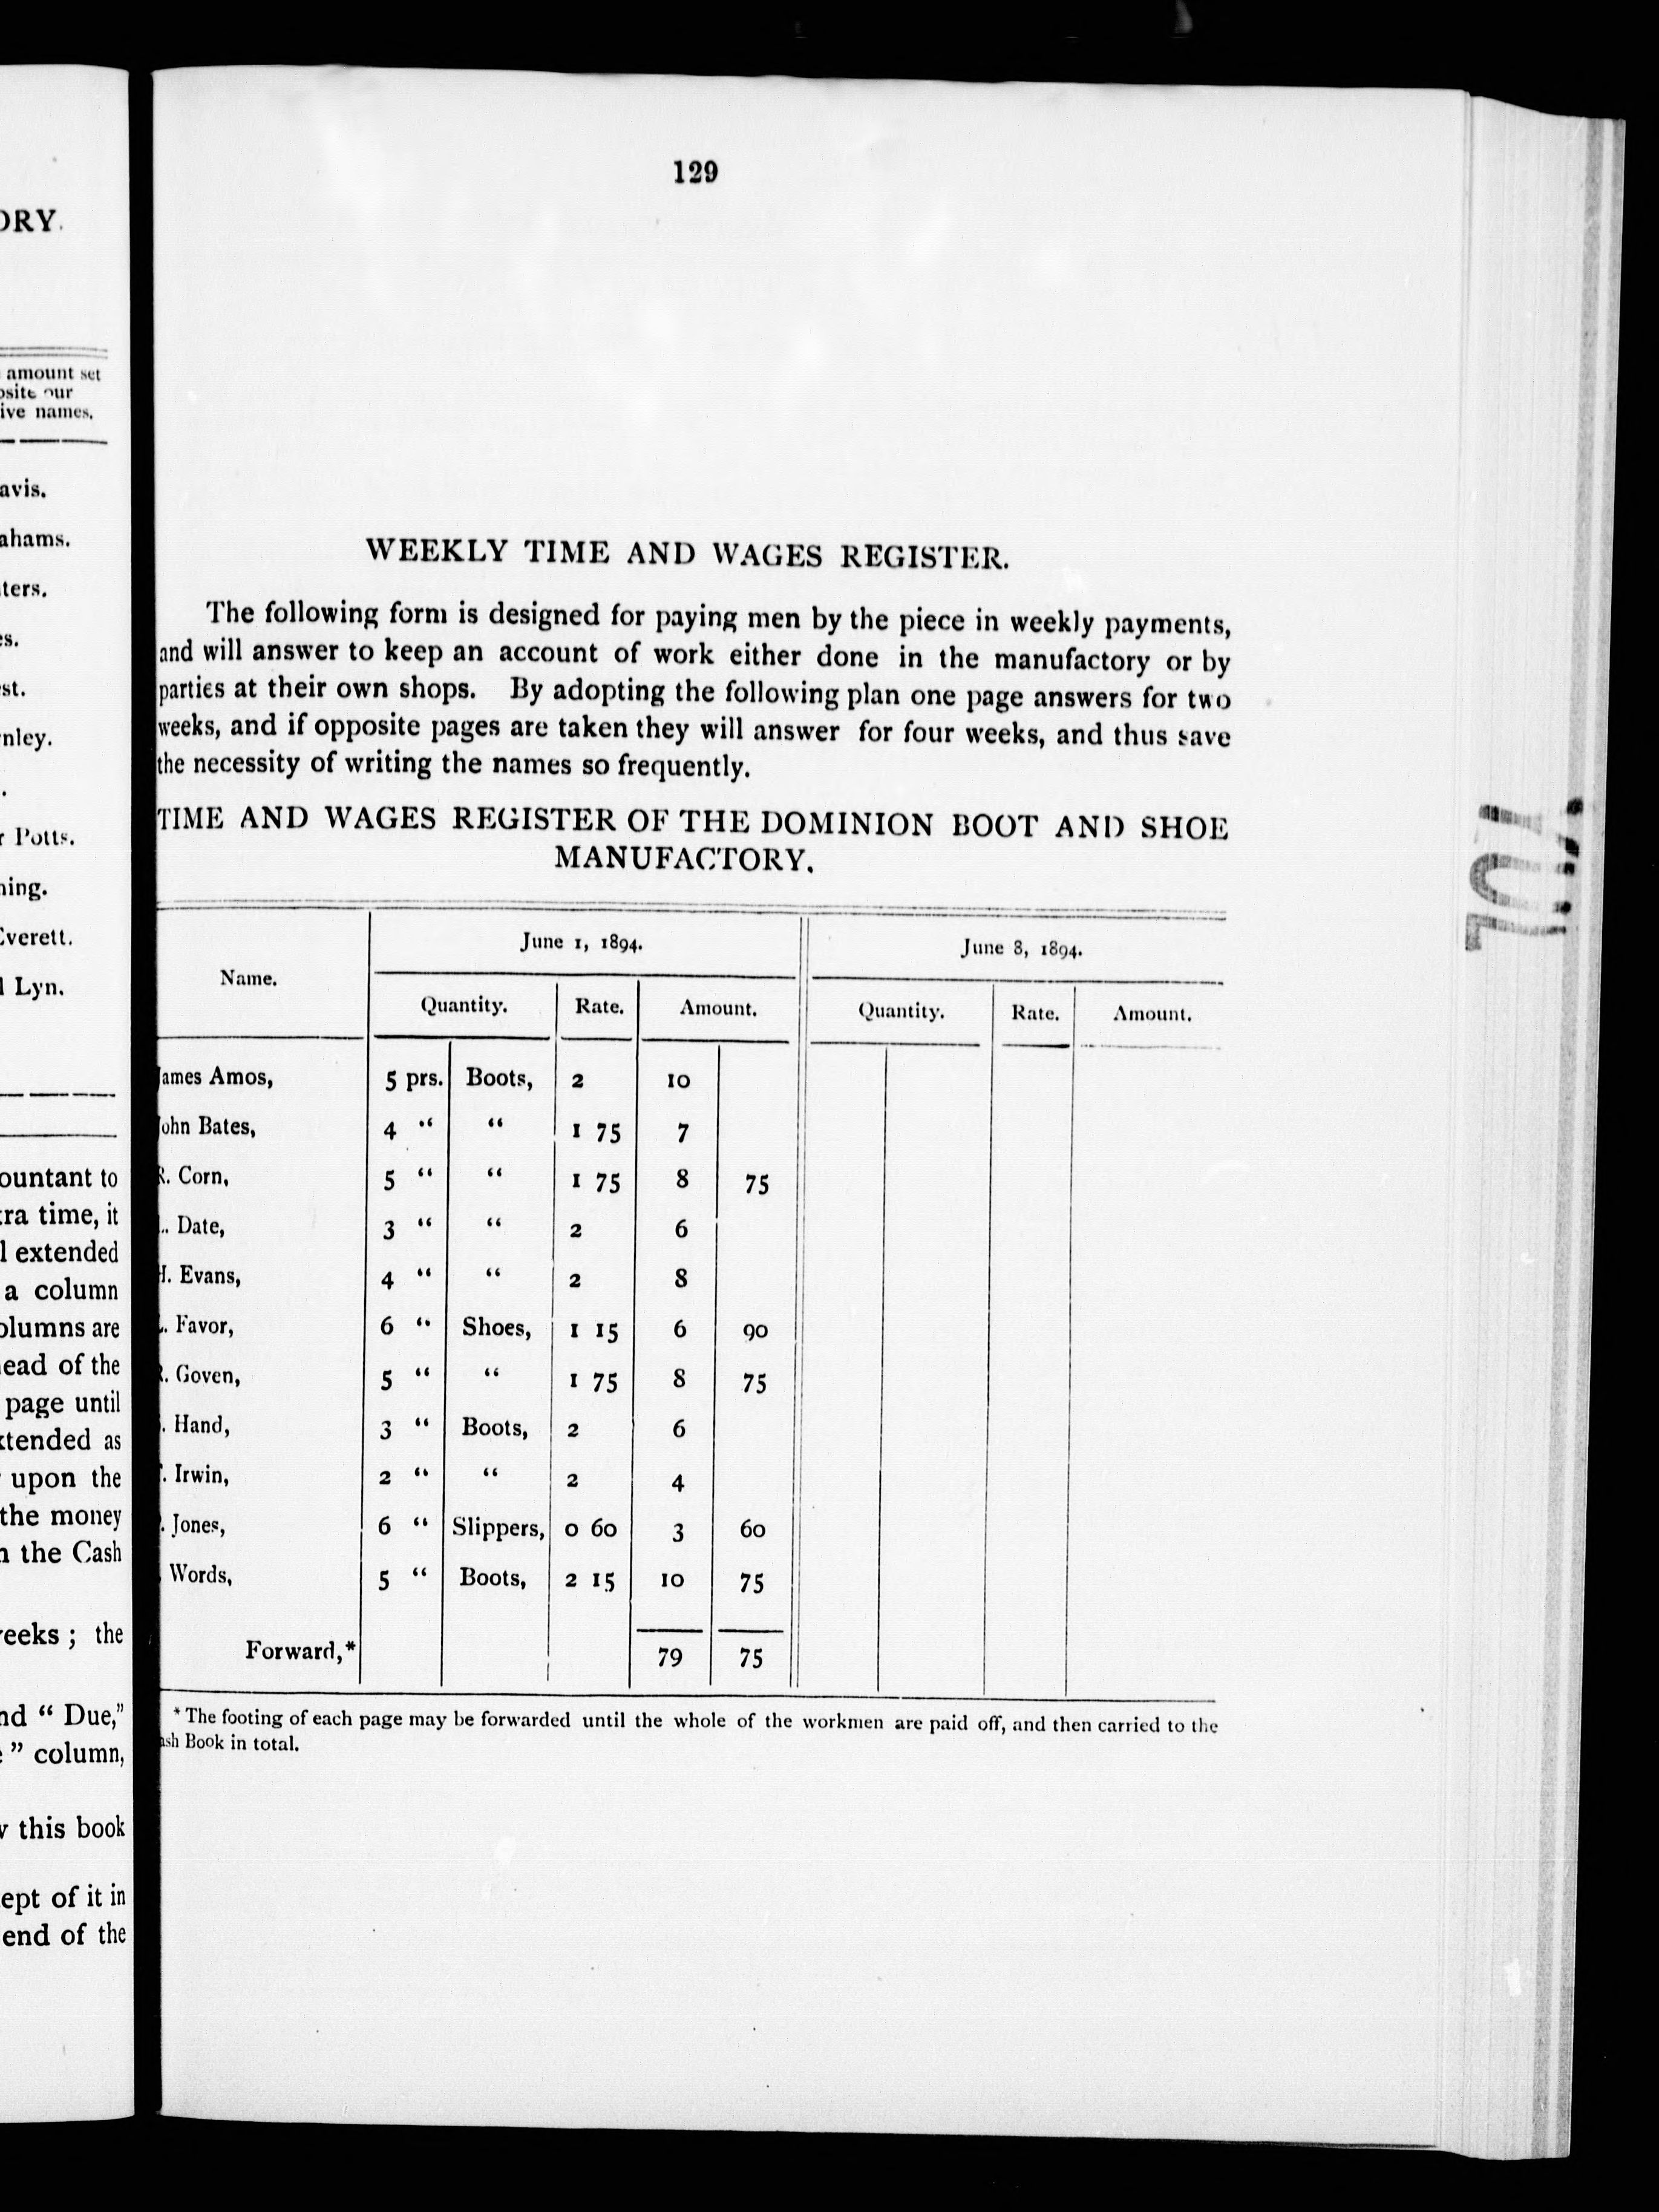 129
ORY.
amount set
our
names.
WEEKLY TIME AND WAGES REGISTER.
The following form is designed for paying men by the piece in weekly payments,
and will answer to keep an account of work either done in the manufactory or by
parties at their own shops. By adopting the following plan one page answers for two
weeks, and if opposite pages are taken they will answer for four weeks, and thus save
the necessity of writing the names so frequently.
TIME AND WAGES REGISTER OF THE DOMINION BOOT AND SHOE
MANUFACTORY.
June 1, 1894. June 8, 1894.
Name.
Quantity. Rate. Amount. Quantity. Rate. Amount.
ames Amos, 5 prs. Boots, 2 10
ohn Bates, 4 “ “ 1 75 7
R. Corn, 5 “ “ 1 75 8 75
. Date, 3 “ “ 2 6
H. Evans, 4 “ “ 2 8
. Favor, 6 “ Shoes, 1 15 6 90
R. Goven, 5 “ “ 1 75 8 75
. Hand, 3 “ Boots, 2 6
. Irwin, 2 “ “ 2 4
. Jones, 6 “ Slippers, 0 60 3 60
Words, 5 “ Boots, 2 15 10 75
Forward,* 79 75
* The footing of each page may be forwarded until the whole of the workmen are paid off, and then carried to the
ash Book in total.
avis.
ahams.
ters.
es.
st.
nley.
r Potts.
ning.
Everett.
l Lyn.
ountant to
tra time, it
l extended
a column
olumns are
ead of the
page until
xtended as
upon the
the money
n the Cash
eeks ; the
nd “ Due,”
” column,
this book
ept of it in
end of the